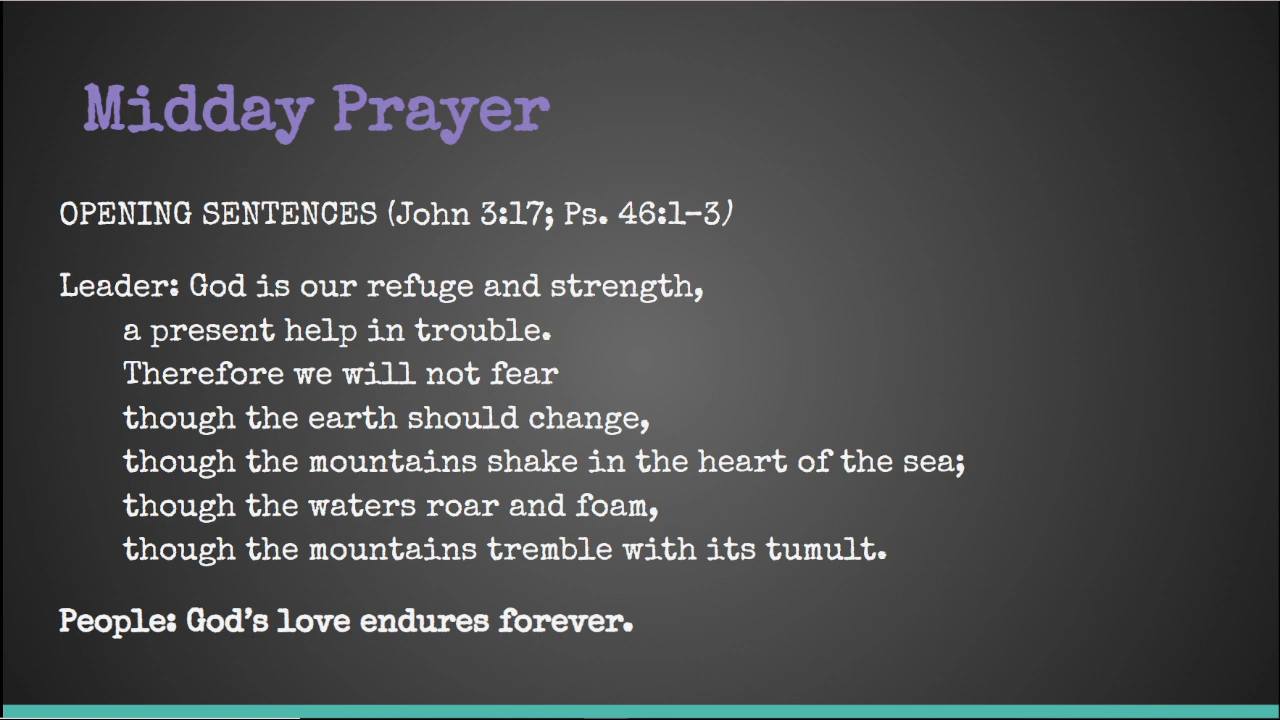 Midday Prayer
OPENING SENTENCES (John 3:17; Ps. 46:1–3)
Leader: God is our refuge and strength,
a present help in trouble.
Therefore we will not fear
though the earth should change,
though the mountains shake in the heart of the sea;
though the waters roar and foam,
though the mountains tremble with its tumult.
People: God’s love endures forever.